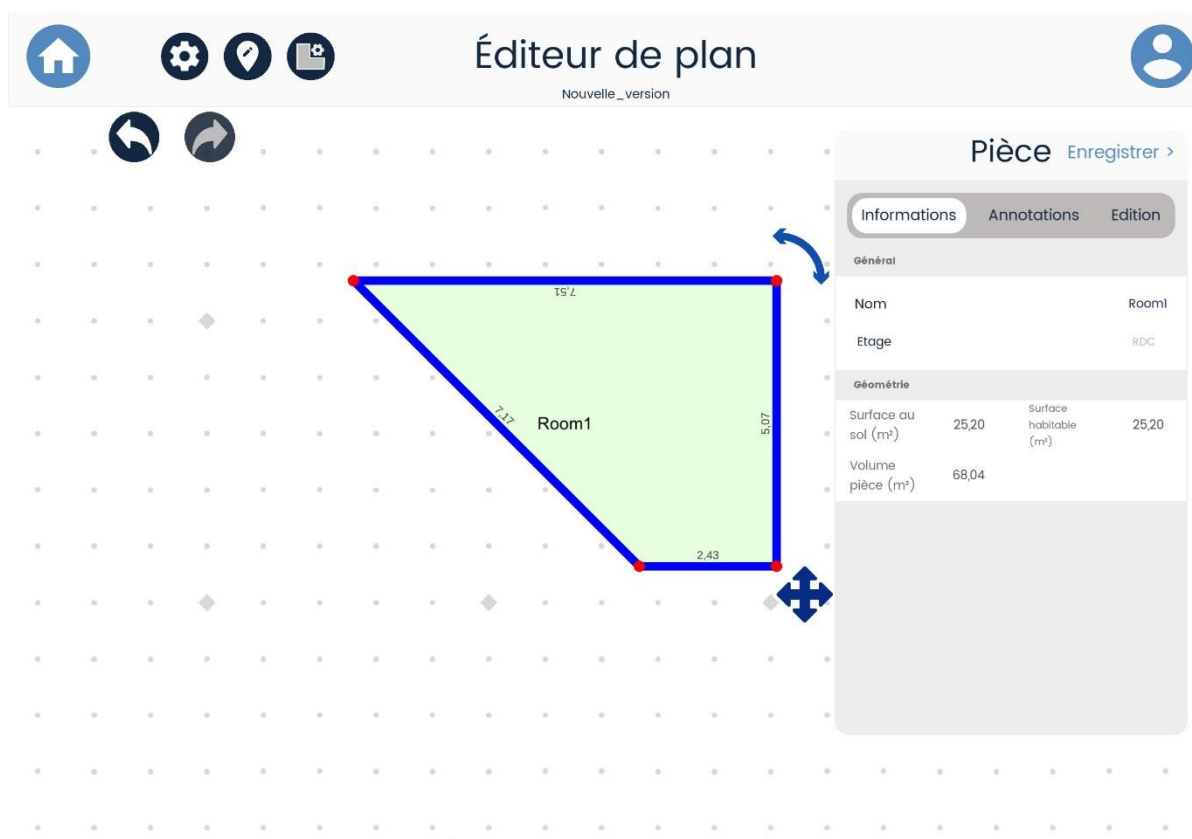 Éditeur de plan
Nouvelle_version
Pièce Enregistrer >
Informations Annotations Edition
Général
Nom Room1
Etage RDC
Géométrie
Surface au sol (m²) 25,20 Surface habitable (m²) 25,20
Volume pièce (m³) 68,04
7,51
7,17
Room1
5,07
2,43